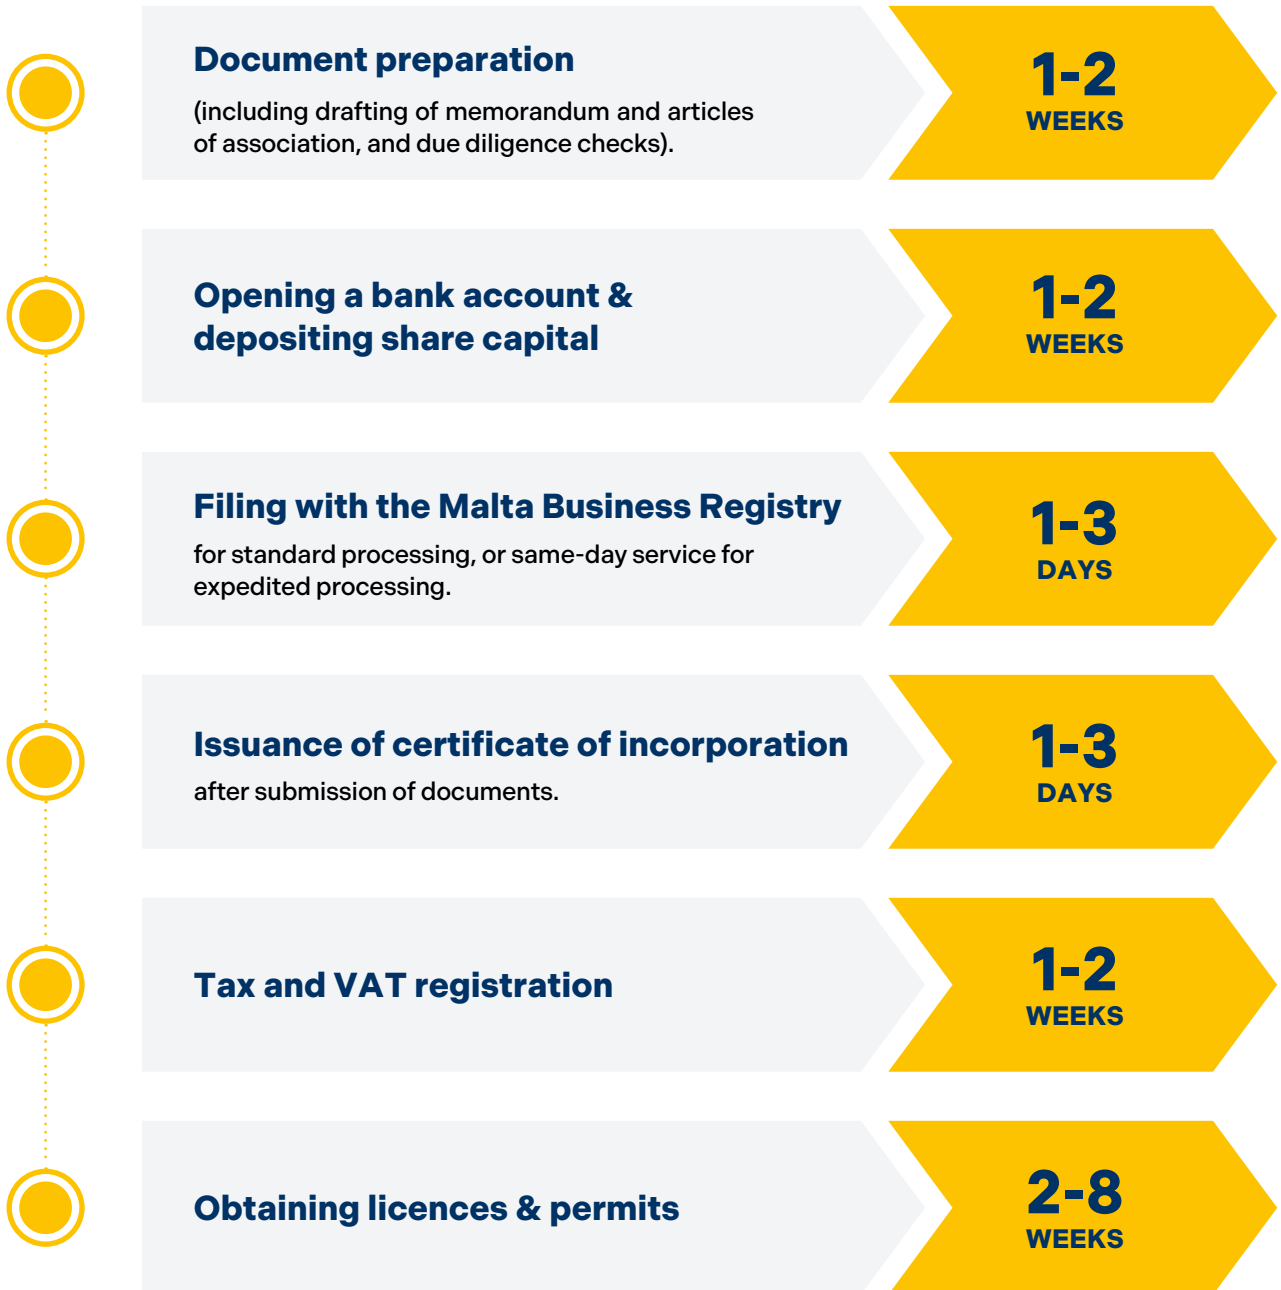 Document preparation
(including drafting of memorandum and articles
of association, and due diligence checks).
1-2
WEEKS
Opening a bank account &
depositing share capital
1-2
WEEKS
Filing with the Malta Business Registry
for standard processing, or same-day service for
expedited processing.
1-3
DAYS
Issuance of certificate of incorporation
after submission of documents.
1-3
DAYS
Tax and VAT registration
1-2
WEEKS
Obtaining licences & permits
2-8
WEEKS